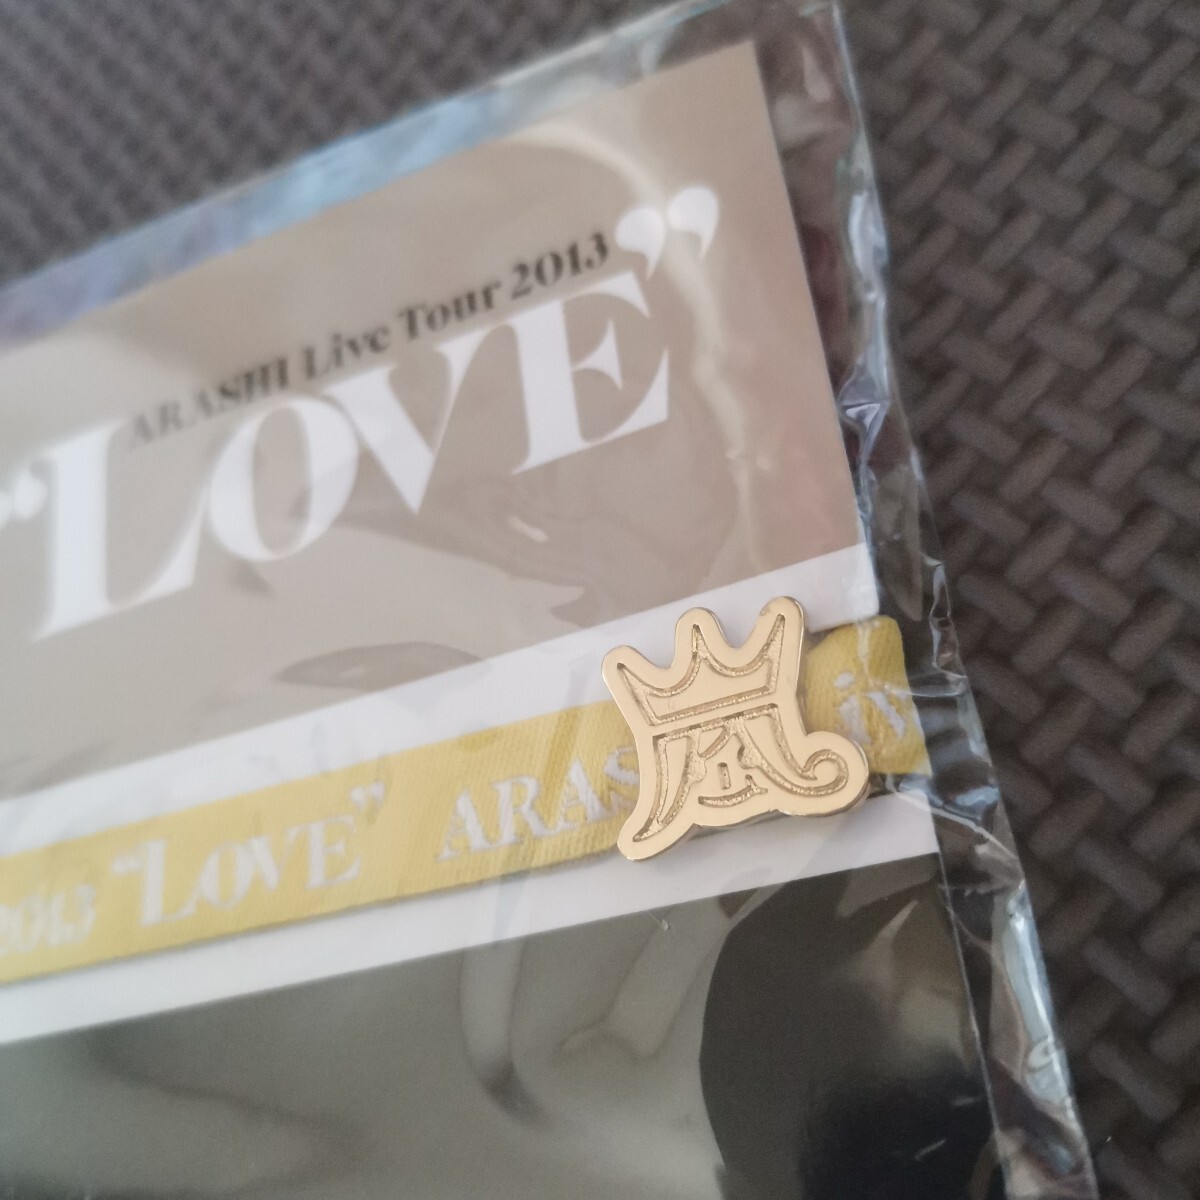 ARASHI Live Tour 2013
“LOVE”
2013 “LOVE” ARAS
嵐